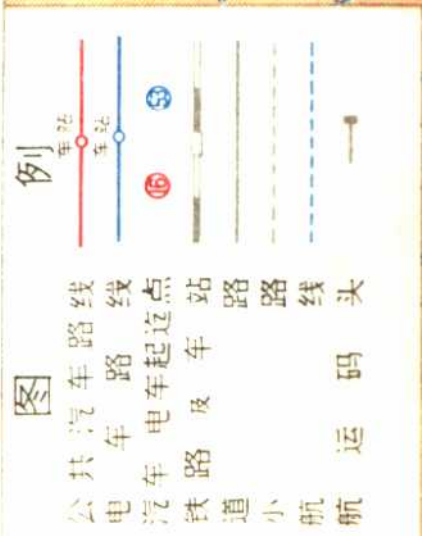 图例
公共汽车路线 车站
电车路线 车站
汽车电车起迄点 16 53
铁路及车站
道路
小路
航线
航运码头